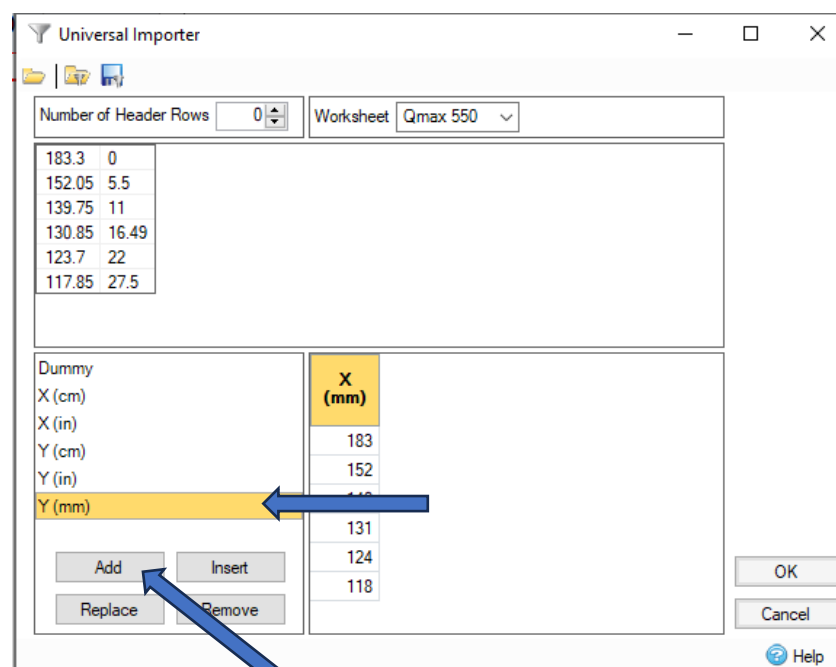 Universal Importer
Number of Header Rows 0 Worksheet Qmax 550
183.3 0
152.05 5.5
139.75 11
130.85 16.49
123.7 22
117.85 27.5
Dummy
X (cm)
X (in)
Y (cm)
Y (in)
Y (mm)
Add Insert
Replace Remove
X
(mm)
183
152
131
124
118
OK
Cancel
Help